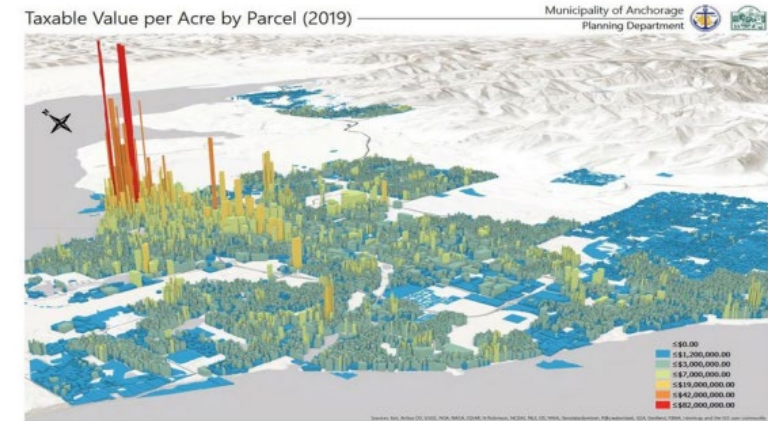 Taxable Value per Acre by Parcel (2019)
Municipality of Anchorage
Planning Department
≤$0.00
≤$1,200,000.00
≤$3,000,000.00
≤$7,000,000.00
≤$19,000,000.00
≤$42,000,000.00
≤$82,000,000.00